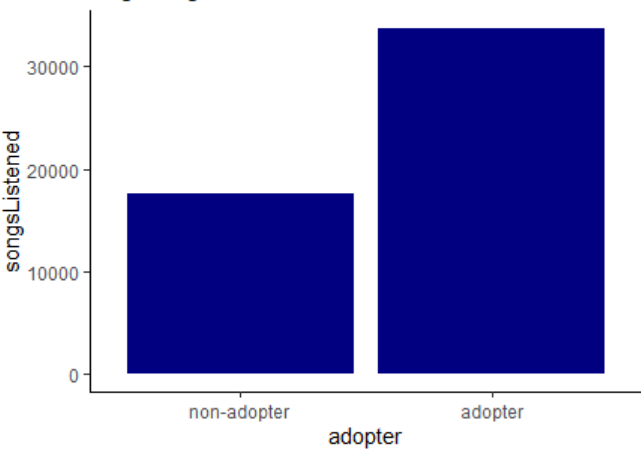 30000
20000
10000
0
songsListened
non-adopter adopter
adopter